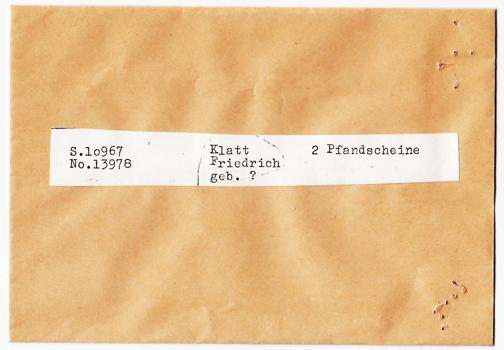 S.1o967 Klatt 2 Pfandscheine
No.13978 Friedrich
geb. ?